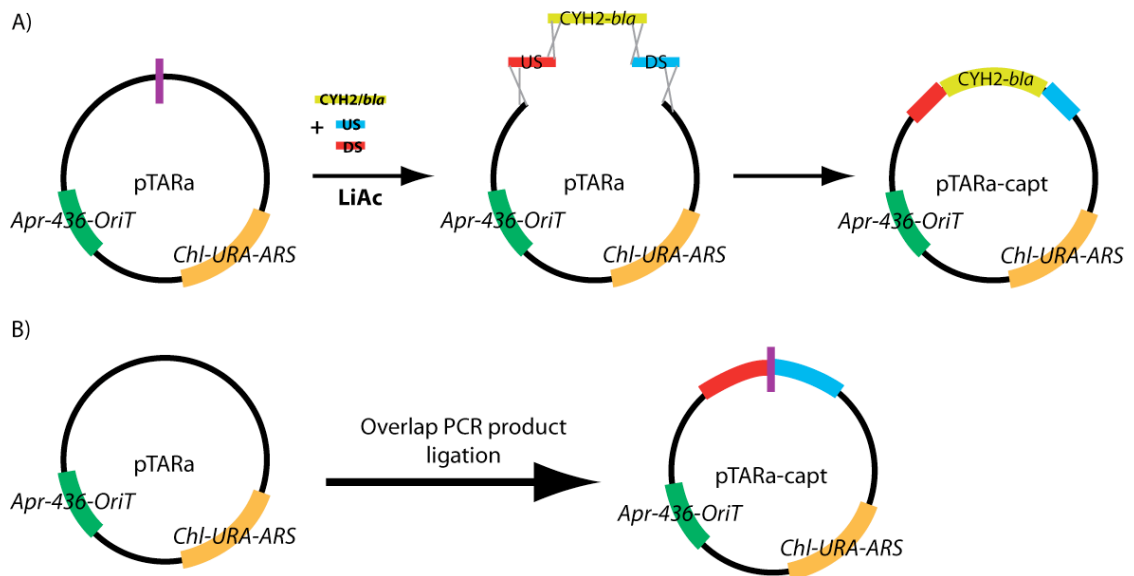 A)
pTARa
Apr-436-OriT
Chl-URA-ARS
CYH2/bla
+
US
DS
LiAc
CYH2-bla
US
DS
pTARa
Apr-436-OriT
Chl-URA-ARS
CYH2-bla
pTARa-capt
Apr-436-OriT
Chl-URA-ARS
B)
pTARa
Apr-436-OriT
Chl-URA-ARS
Overlap PCR product
ligation
pTARa-capt
Apr-436-OriT
Chl-URA-ARS